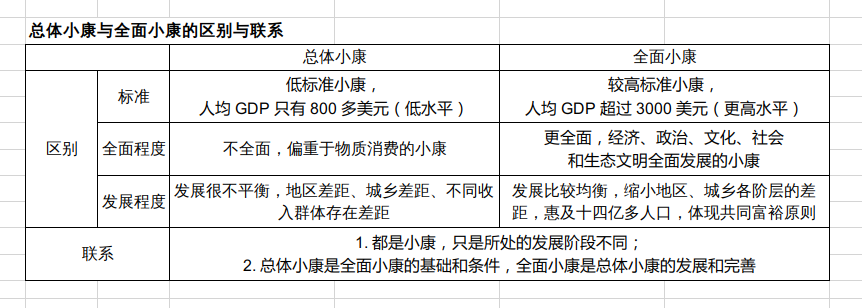 总体小康与全面小康的区别与联系
总体小康
全面小康
区别
标准
低标准小康，
人均 GDP 只有 800 多美元（低水平）
较高标准小康，
人均 GDP 超过 3000 美元（更高水平）
全面程度
不全面，偏重于物质消费的小康
更全面，经济、政治、文化、社会
和生态文明全面发展的小康
发展程度
发展很不平衡，地区差距、城乡差距、不同收
入群体存在差距
发展比较均衡，缩小地区、城乡各阶层的差
距，惠及十四亿多人口，体现共同富裕原则
联系
1. 都是小康，只是所处的发展阶段不同；
2. 总体小康是全面小康的基础和条件，全面小康是总体小康的发展和完善